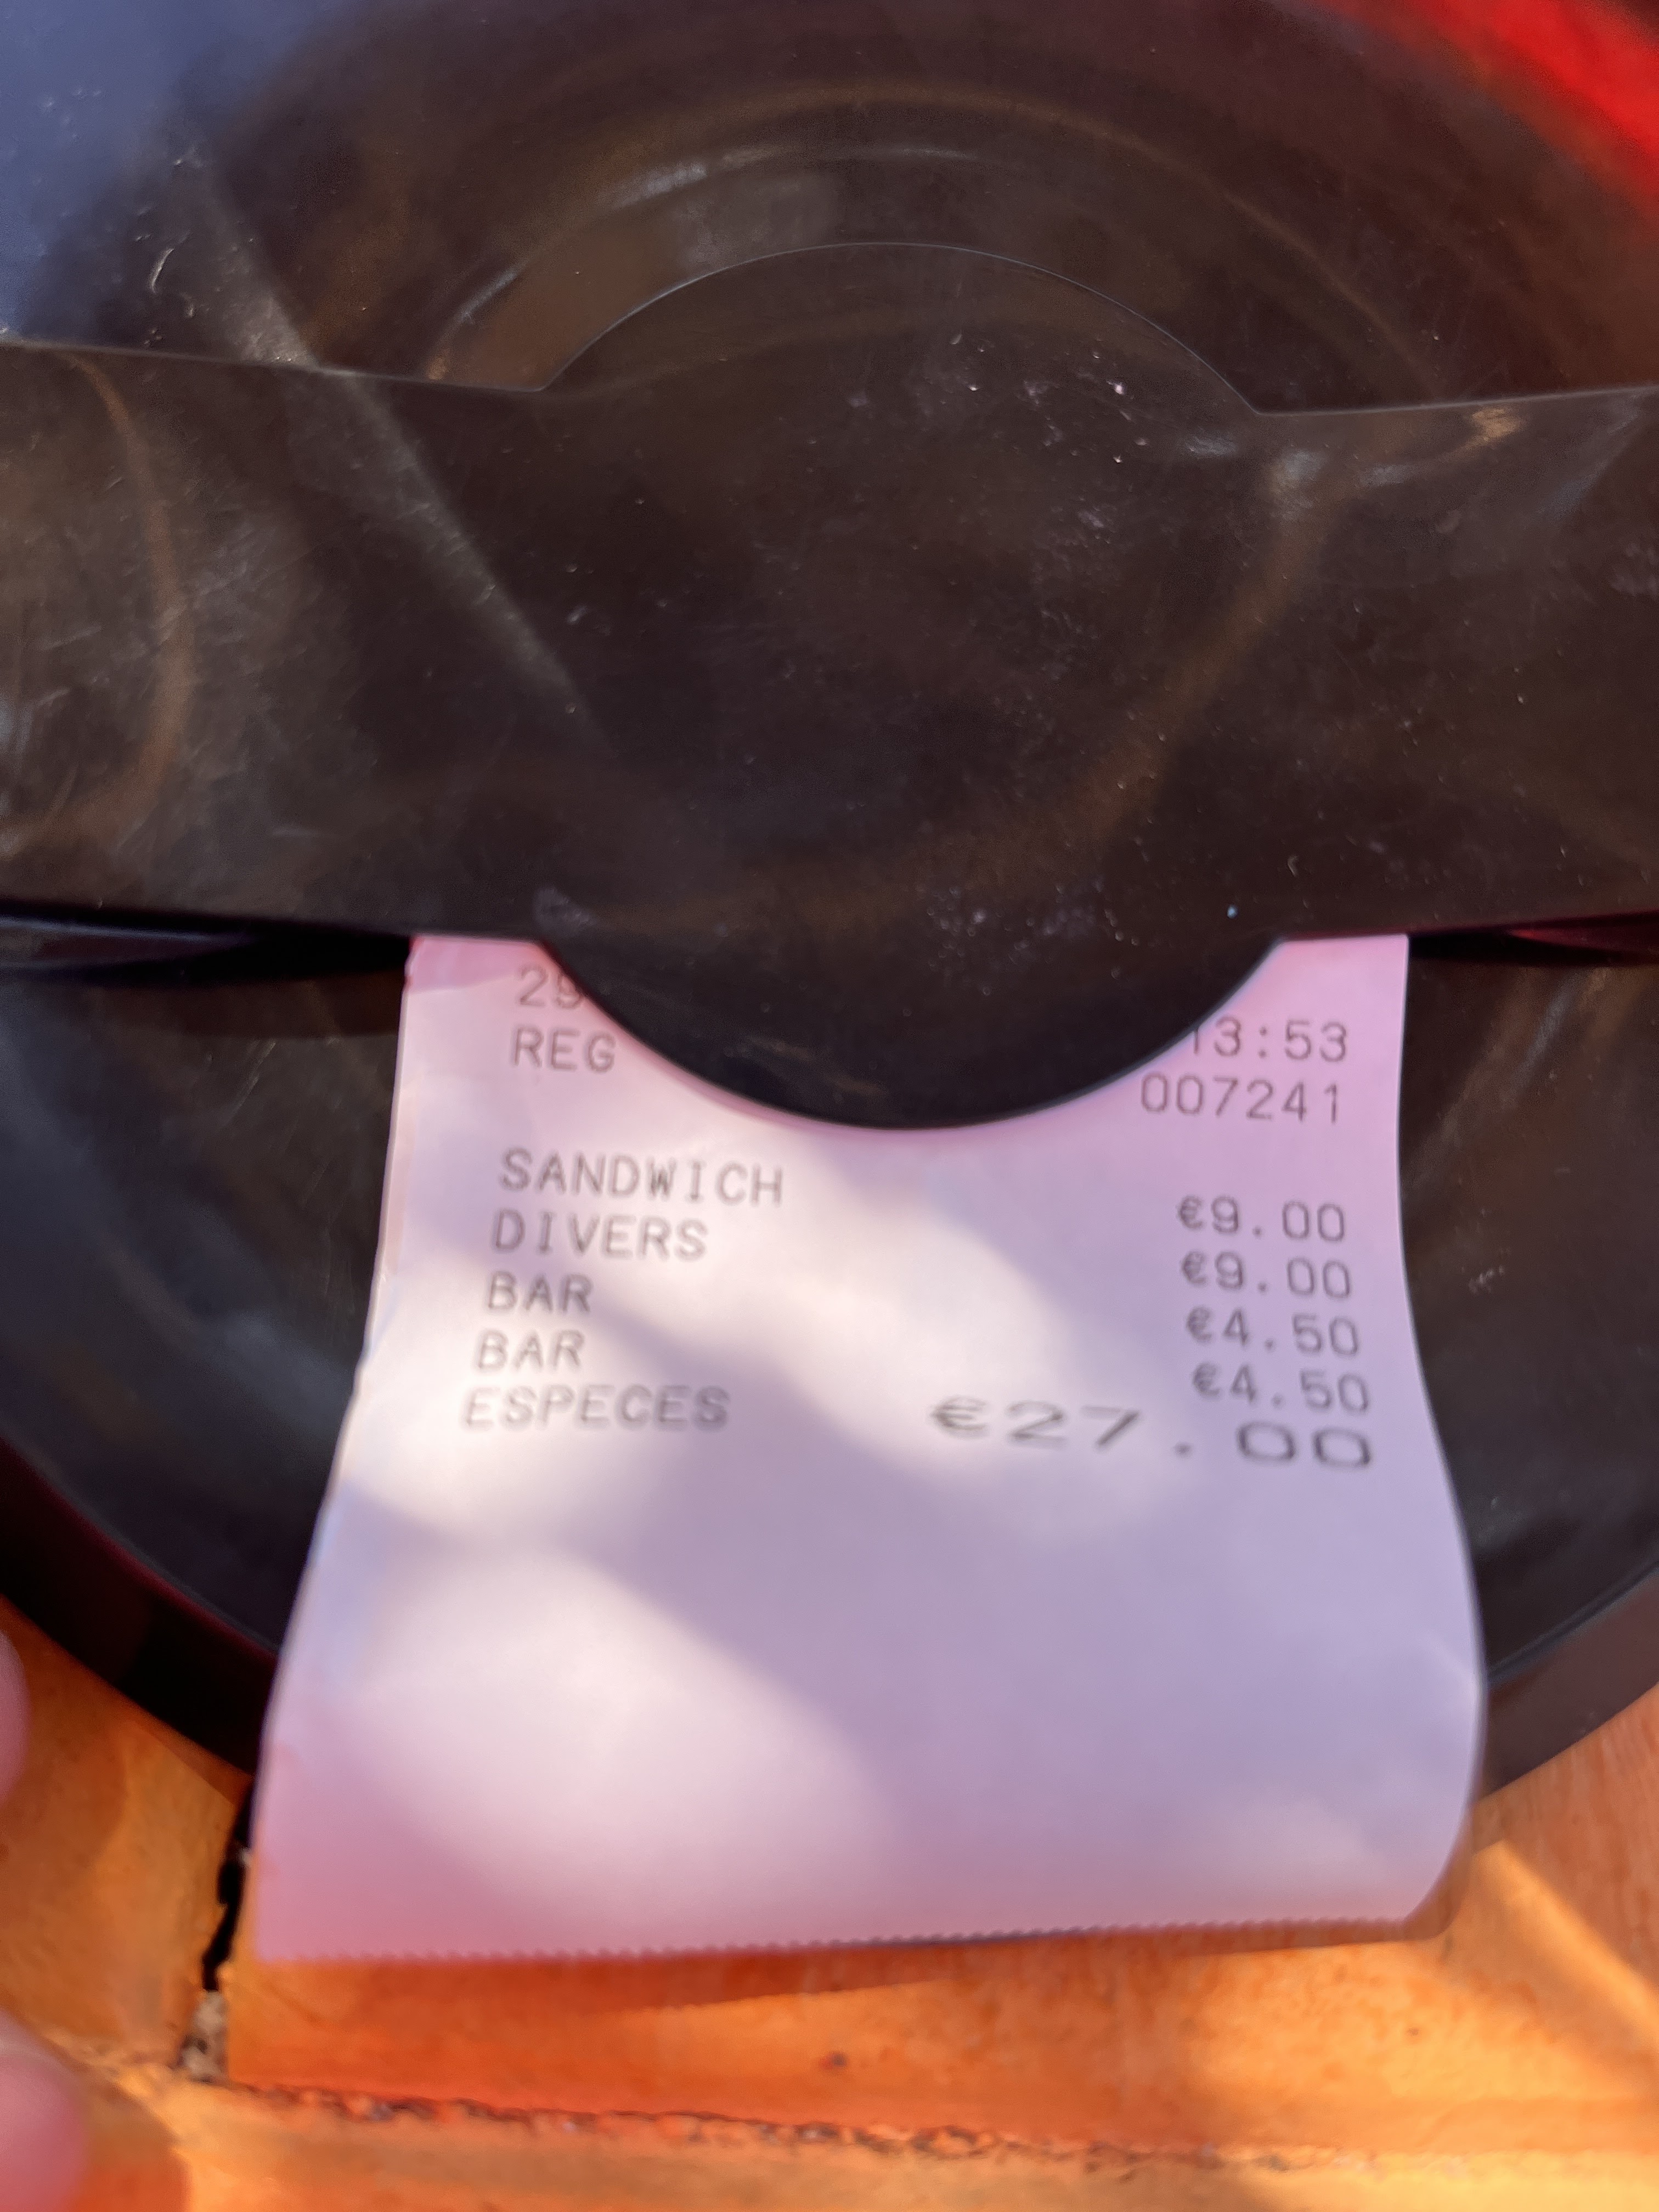 29 13:53
REG 007241
SANDWICH €9.00
DIVERS €9.00
BAR €4.50
BAR €4.50
ESPECES €27.00